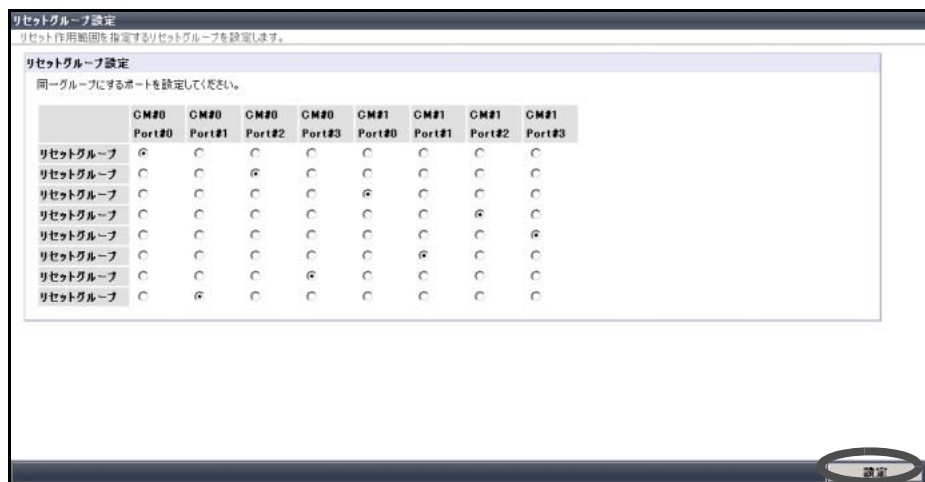 リセットグループ設定
リセット作用範囲を指定するリセットグループを設定します。
リセットグループ設定
同一グループにするポートを設定してください。
CM#0 CM#0 CM#0 CM#0 CM#1 CM#1 CM#1 CM#1
Port#0 Port#1 Port#2 Port#3 Port#0 Port#1 Port#2 Port#3
リセットグループ
リセットグループ
リセットグループ
リセットグループ
リセットグループ
リセットグループ
リセットグループ
リセットグループ
設定